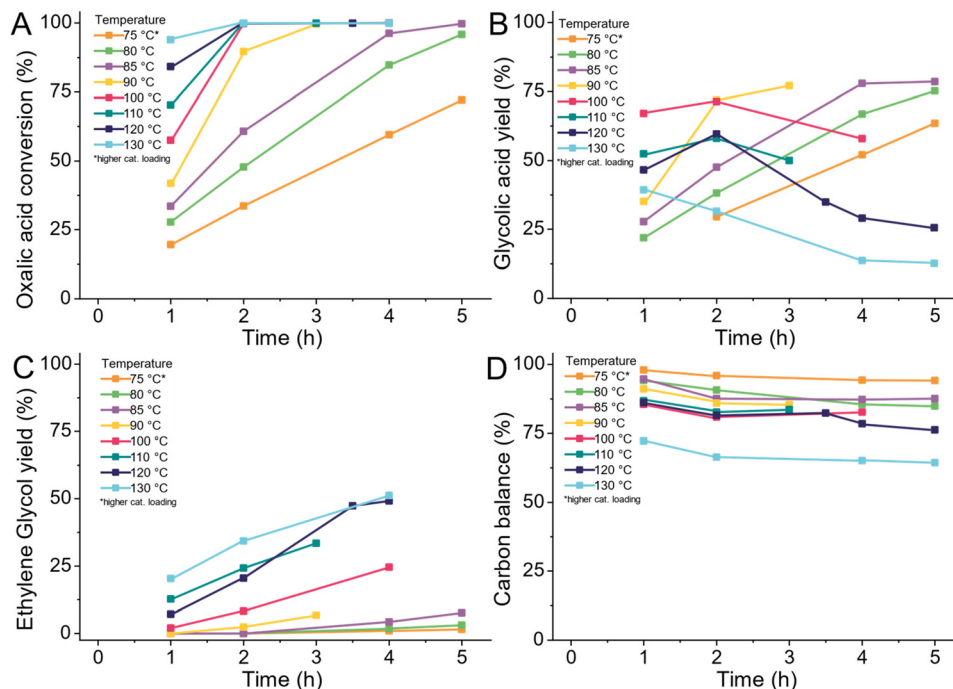 A
Oxalic acid conversion (%)
100
75
50
25
0
Temperature
75 °C*
80 °C
85 °C
90 °C
100 °C
110 °C
120 °C
130 °C
*higher cat. loading
0 1 2 3 4 5
Time (h)
B
Glycolic acid yield (%)
100
75
50
25
0
Temperature
75 °C*
80 °C
85 °C
90 °C
100 °C
110 °C
120 °C
130 °C
*higher cat. loading
0 1 2 3 4 5
Time (h)
C
Ethylene Glycol yield (%)
100
75
50
25
0
Temperature
75 °C*
80 °C
85 °C
90 °C
100 °C
110 °C
120 °C
130 °C
*higher cat. loading
0 1 2 3 4 5
Time (h)
D
Carbon balance (%)
100
75
50
25
0
Temperature
75 °C*
80 °C
85 °C
90 °C
100 °C
110 °C
120 °C
130 °C
*higher cat. loading
0 1 2 3 4 5
Time (h)